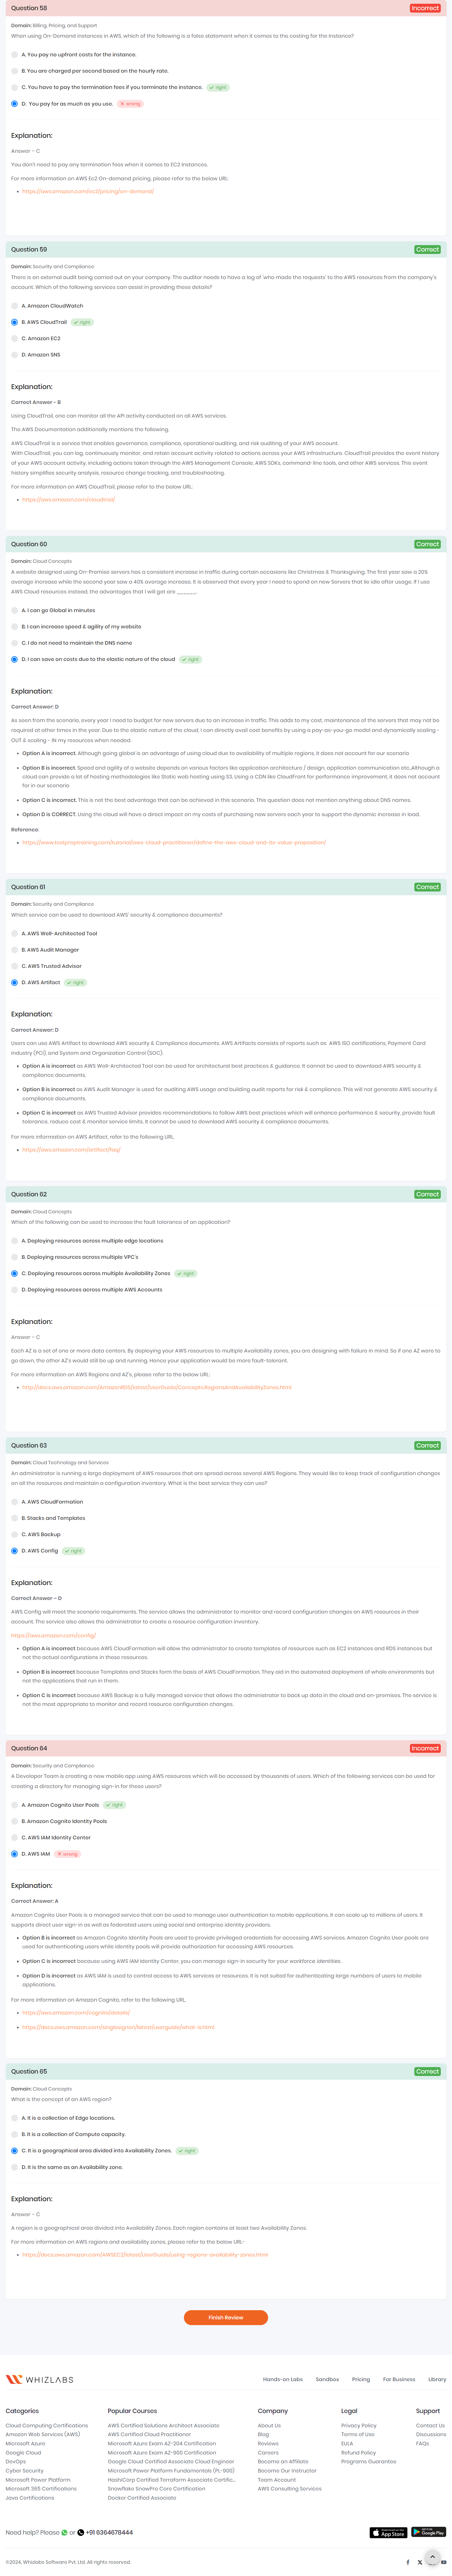 Question 58
Incorrect
Domain: Billing, Pricing, and Support
When using On-Demand instances in AWS, which of the following is a false statement when it comes to the costing for the Instance?
A. You pay no upfront costs for the instance.
B. You are charged per second based on the hourly rate.
C. You have to pay the termination fees if you terminate the instance. right
D. You pay for as much as you use. wrong
Explanation:
Answer – C
You don't need to pay any termination fees when it comes to EC2 Instances.
For more information on AWS Ec2 On-demand pricing, please refer to the below URL:
https://aws.amazon.com/ec2/pricing/on-demand/
Question 59
Correct
Domain: Security and Compliance
There is an external audit being carried out on your company. The auditor needs to have a log of 'who made the requests' to the AWS resources from the company's
account. Which of the following services can assist in providing these details?
A. Amazon CloudWatch
B. AWS CloudTrail right
C. Amazon EC2
D. Amazon SNS
Explanation:
Correct Answer - B
Using CloudTrail, one can monitor all the API activity conducted on all AWS services.
The AWS Documentation additionally mentions the following.
AWS CloudTrail is a service that enables governance, compliance, operational auditing, and risk auditing of your AWS account.
With CloudTrail, you can log, continuously monitor, and retain account activity related to actions across your AWS infrastructure. CloudTrail provides the event history
of your AWS account activity, including actions taken through the AWS Management Console, AWS SDKs, command-line tools, and other AWS services. This event
history simplifies security analysis, resource change tracking, and troubleshooting.
For more information on AWS CloudTrail, please refer to the below URL:
https://aws.amazon.com/cloudtrail/
Question 60
Correct
Domain: Cloud Concepts
A website designed using On-Premise servers has a consistent increase in traffic during certain occasions like Christmas & Thanksgiving. The first year saw a 20%
average increase while the second year saw a 40% average increase. It is observed that every year I need to spend on new Servers that lie idle after usage. If I use
AWS Cloud resources instead, the advantages that I will get are ________.
A. I can go Global in minutes
B. I can increase speed & agility of my website
C. I do not need to maintain the DNS name
D. I can save on costs due to the elastic nature of the cloud right
Explanation:
Correct Answer: D
As seen from the scenario, every year I need to budget for new servers due to an increase in traffic. This adds to my cost, maintenance of the servers that may not be
required at other times in the year. Due to the elastic nature of the cloud, I can directly avail cost benefits by using a pay-as-you-go model and dynamically scaling -
OUT & scaling - IN my resources when needed.
Option A is incorrect. Although going global is an advantage of using cloud due to availability of multiple regions, it does not account for our scenario
Option B is incorrect. Speed and agility of a website depends on various factors like application architecture / design, application communication etc. Although a
cloud can provide a lot of hosting methodologies like Static web hosting using S3, Using a CDN like CloudFront for performance improvement, it does not account
for in our scenario
Option C is incorrect. This is not the best advantage that can be achieved in this scenario. This question does not mention anything about DNS names.
Option D is CORRECT. Using the cloud will have a direct impact on my costs of purchasing new servers each year to support the dynamic increase in load.
Reference:
https://www.testpreptraining.com/tutorial/aws-cloud-practitioner/define-the-aws-cloud-and-its-value-proposition/
Question 61
Correct
Domain: Security and Compliance
Which service can be used to download AWS' security & compliance documents?
A. AWS Well-Architected Tool
B. AWS Audit Manager
C. AWS Trusted Advisor
D. AWS Artifact right
Explanation:
Correct Answer: D
Users can use AWS Artifact to download AWS security & Compliance documents. AWS Artifacts consists of reports such as AWS ISO certifications, Payment Card
industry (PCI), and System and Organization Control (SOC).
Option A is incorrect as AWS Well-Architected Tool can be used for architectural best practices & guidance. It cannot be used to download AWS security &
compliance documents.
Option B is incorrect as AWS Audit Manager is used for auditing AWS usage and building audit reports for risk & compliance. This will not generate AWS security &
compliance documents.
Option C is incorrect as AWS Trusted Advisor provides recommendations to follow AWS best practices which will enhance performance & security, provide fault
tolerance, reduce cost & monitor service limits. It cannot be used to download AWS security & compliance documents.
For more information on AWS Artifact, refer to the following URL,
https://aws.amazon.com/artifact/faq/
Question 62
Correct
Domain: Cloud Concepts
Which of the following can be used to increase the fault tolerance of an application?
A. Deploying resources across multiple edge locations
B. Deploying resources across multiple VPC's
C. Deploying resources across multiple Availability Zones right
D. Deploying resources across multiple AWS Accounts
Explanation:
Answer – C
Each AZ is a set of one or more data centers. By deploying your AWS resources to multiple Availability zones, you are designing with failure in mind. So if one AZ were to
go down, the other AZ's would still be up and running. Hence your application would be more fault-tolerant.
For more information on AWS Regions and AZ's, please refer to the below URL:
http://docs.aws.amazon.com/AmazonRDS/latest/UserGuide/Concepts.RegionsAndAvailabilityZones.html
Question 63
Correct
Domain: Cloud Technology and Services
An administrator is running a large deployment of AWS resources that are spread across several AWS Regions. They would like to keep track of configuration changes
on all the resources and maintain a configuration inventory. What is the best service they can use?
A. AWS CloudFormation
B. Stacks and Templates
C. AWS Backup
D. AWS Config right
Explanation:
Correct Answer – D
AWS Config will meet the scenario requirements. The service allows the administrator to monitor and record configuration changes on AWS resources in their
account. The service also allows the administrator to create a resource configuration inventory.
https://aws.amazon.com/config/
Option A is incorrect because AWS CloudFormation will allow the administrator to create templates of resources such as EC2 instances and RDS instances but
not the actual configurations in these resources.
Option B is incorrect because Templates and Stacks form the basis of AWS CloudFormation. They aid in the automated deployment of whole environments but
not the applications that run in them.
Option C is incorrect because AWS Backup is a fully managed service that allows the administrator to back up data in the cloud and on-premises. The service is
not the most appropriate to monitor and record resource configuration changes.
Question 64
Incorrect
Domain: Security and Compliance
A Developer Team is creating a new mobile app using AWS resources which will be accessed by thousands of users. Which of the following services can be used for
creating a directory for managing sign-in for these users?
A. Amazon Cognito User Pools right
B. Amazon Cognito Identity Pools
C. AWS IAM Identity Center
D. AWS IAM wrong
Explanation:
Correct Answer: A
Amazon Cognito User Pools is a managed service that can be used to manage user authentication to mobile applications. It can scale up to millions of users. It
supports direct user sign-in as well as federated users using social and enterprise identity providers.
Option B is incorrect as Amazon Cognito Identity Pools are used to provide privileged credentials for accessing AWS services. Amazon Cognito User pools are
used for authenticating users while identity pools will provide authorization for accessing AWS resources.
Option C is incorrect because using AWS IAM Identity Center, you can manage sign-in security for your workforce identities .
Option D is incorrect as AWS IAM is used to control access to AWS services or resources. It is not suited for authenticating large numbers of users to mobile
applications.
For more information on Amazon Cognito, refer to the following URL,
https://aws.amazon.com/cognito/details/
https://docs.aws.amazon.com/singlesignon/latest/userguide/what-is.html
Question 65
Correct
Domain: Cloud Concepts
What is the concept of an AWS region?
A. It is a collection of Edge locations.
B. It is a collection of Compute capacity.
C. It is a geographical area divided into Availability Zones. right
D. It is the same as an Availability zone.
Explanation:
Answer – C
A region is a geographical area divided into Availability Zones. Each region contains at least two Availability Zones.
For more information on AWS regions and availability zones, please refer to the below URL-
https://docs.aws.amazon.com/AWSEC2/latest/UserGuide/using-regions-availability-zones.html
Finish Review
WHIZLABS
Hands-on Labs Sandbox Pricing For Business Library
Categories Popular Courses Company Legal Support
Cloud Computing Certifications AWS Certified Solutions Architect Associate About Us Privacy Policy Contact Us
Amazon Web Services (AWS) AWS Certified Cloud Practitioner Blog Terms of Use Discussions
Microsoft Azure Microsoft Azure Exam AZ-204 Certification Reviews EULA FAQs
Google Cloud Microsoft Azure Exam AZ-900 Certification Careers Refund Policy
DevOps Google Cloud Certified Associate Cloud Engineer Become an Affiliate Programs Guarantee
Cyber Security Microsoft Power Platform Fundamentals (PL-900) Become Our Instructor
Microsoft Power Platform HashiCorp Certified Terraform Associate Certific... Team Account
Microsoft 365 Certifications Snowflake SnowPro Core Certification AWS Consulting Services
Java Certifications Docker Certified Associate
Need help? Please or +91 6364678444
App Store
Google Play
©2024, Whizlabs Software Pvt. Ltd. All rights reserved.